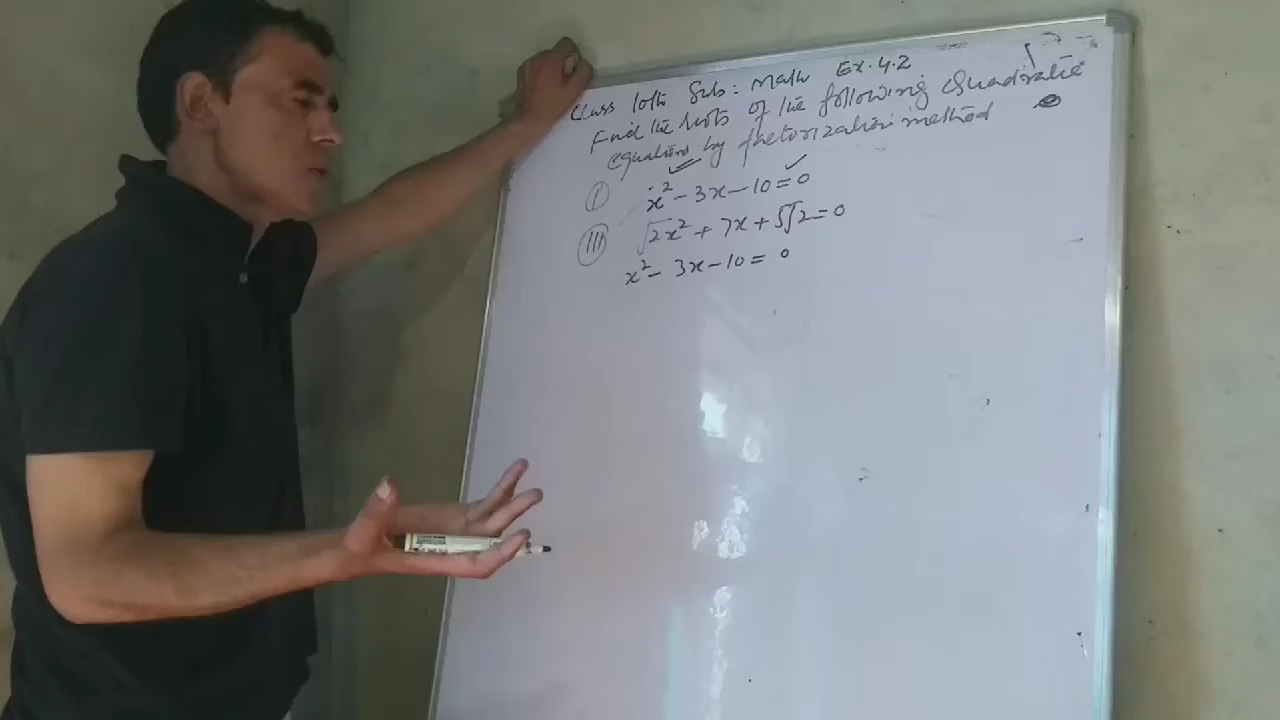 Class 10th Sub: Math Ex. 4.2
Find the roots of the following Quadratic
equations by factorization method
(I) x² - 3x - 10 = 0
(III) √2x² + 7x + 5√2 = 0
x² - 3x - 10 = 0